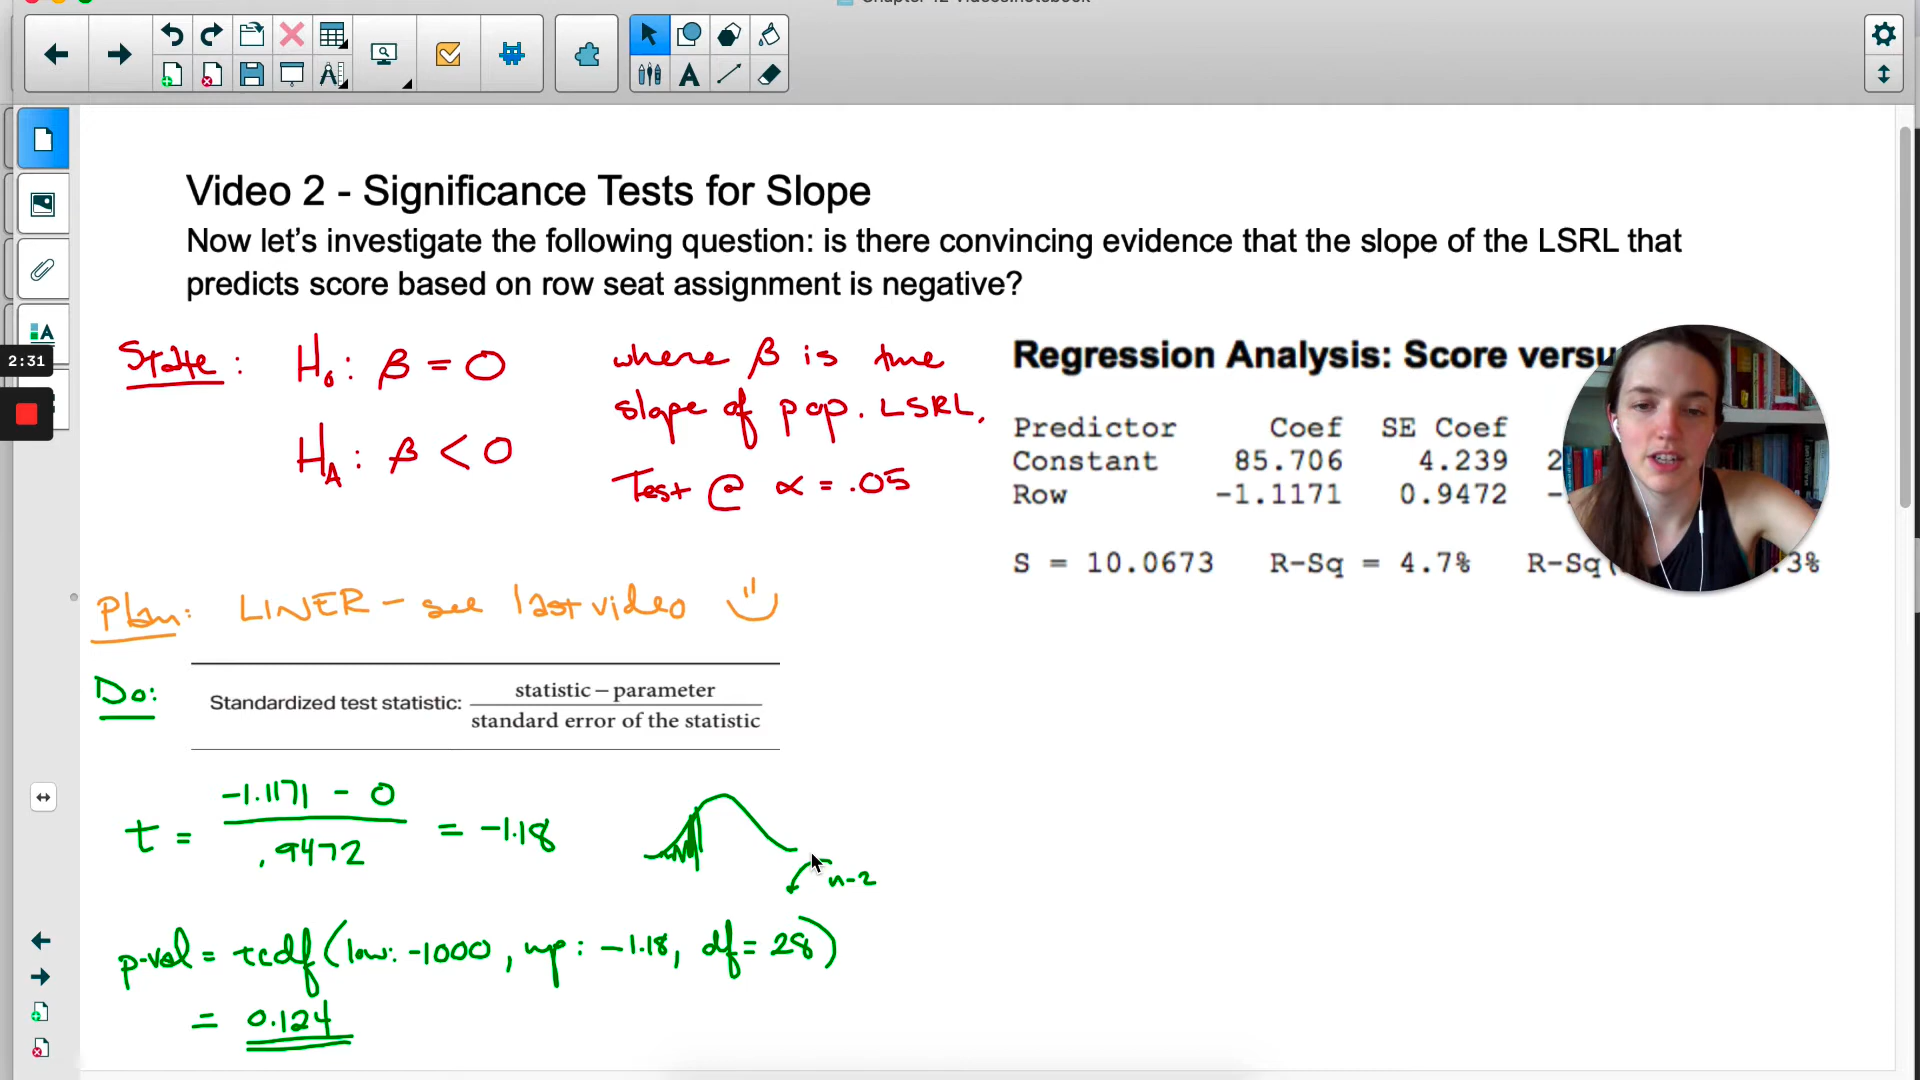 Video 2 - Significance Tests for Slope
Now let's investigate the following question: is there convincing evidence that the slope of the LSRL that
predicts score based on row seat assignment is negative?
State: H₀: β = 0
where β is true
slope of pop. LSRL.
Hₐ: β < 0
Test @ α = .05
Regression Analysis: Score
Predictor Coef SE Coef
Constant 85.706 4.239 2
Row -1.1171 0.9472 -
S = 10.0673 R-Sq = 4.7% R-Sq( .3%
2:31
Plan: LINER - see last video
Do:
Standardized test statistic: statistic – parameter
standard error of the statistic
t = -1.1171 - 0
.9472
= -1.18
n-2
p-val = tcdf(low: -1000, up: -1.18, df = 28)
= 0.124